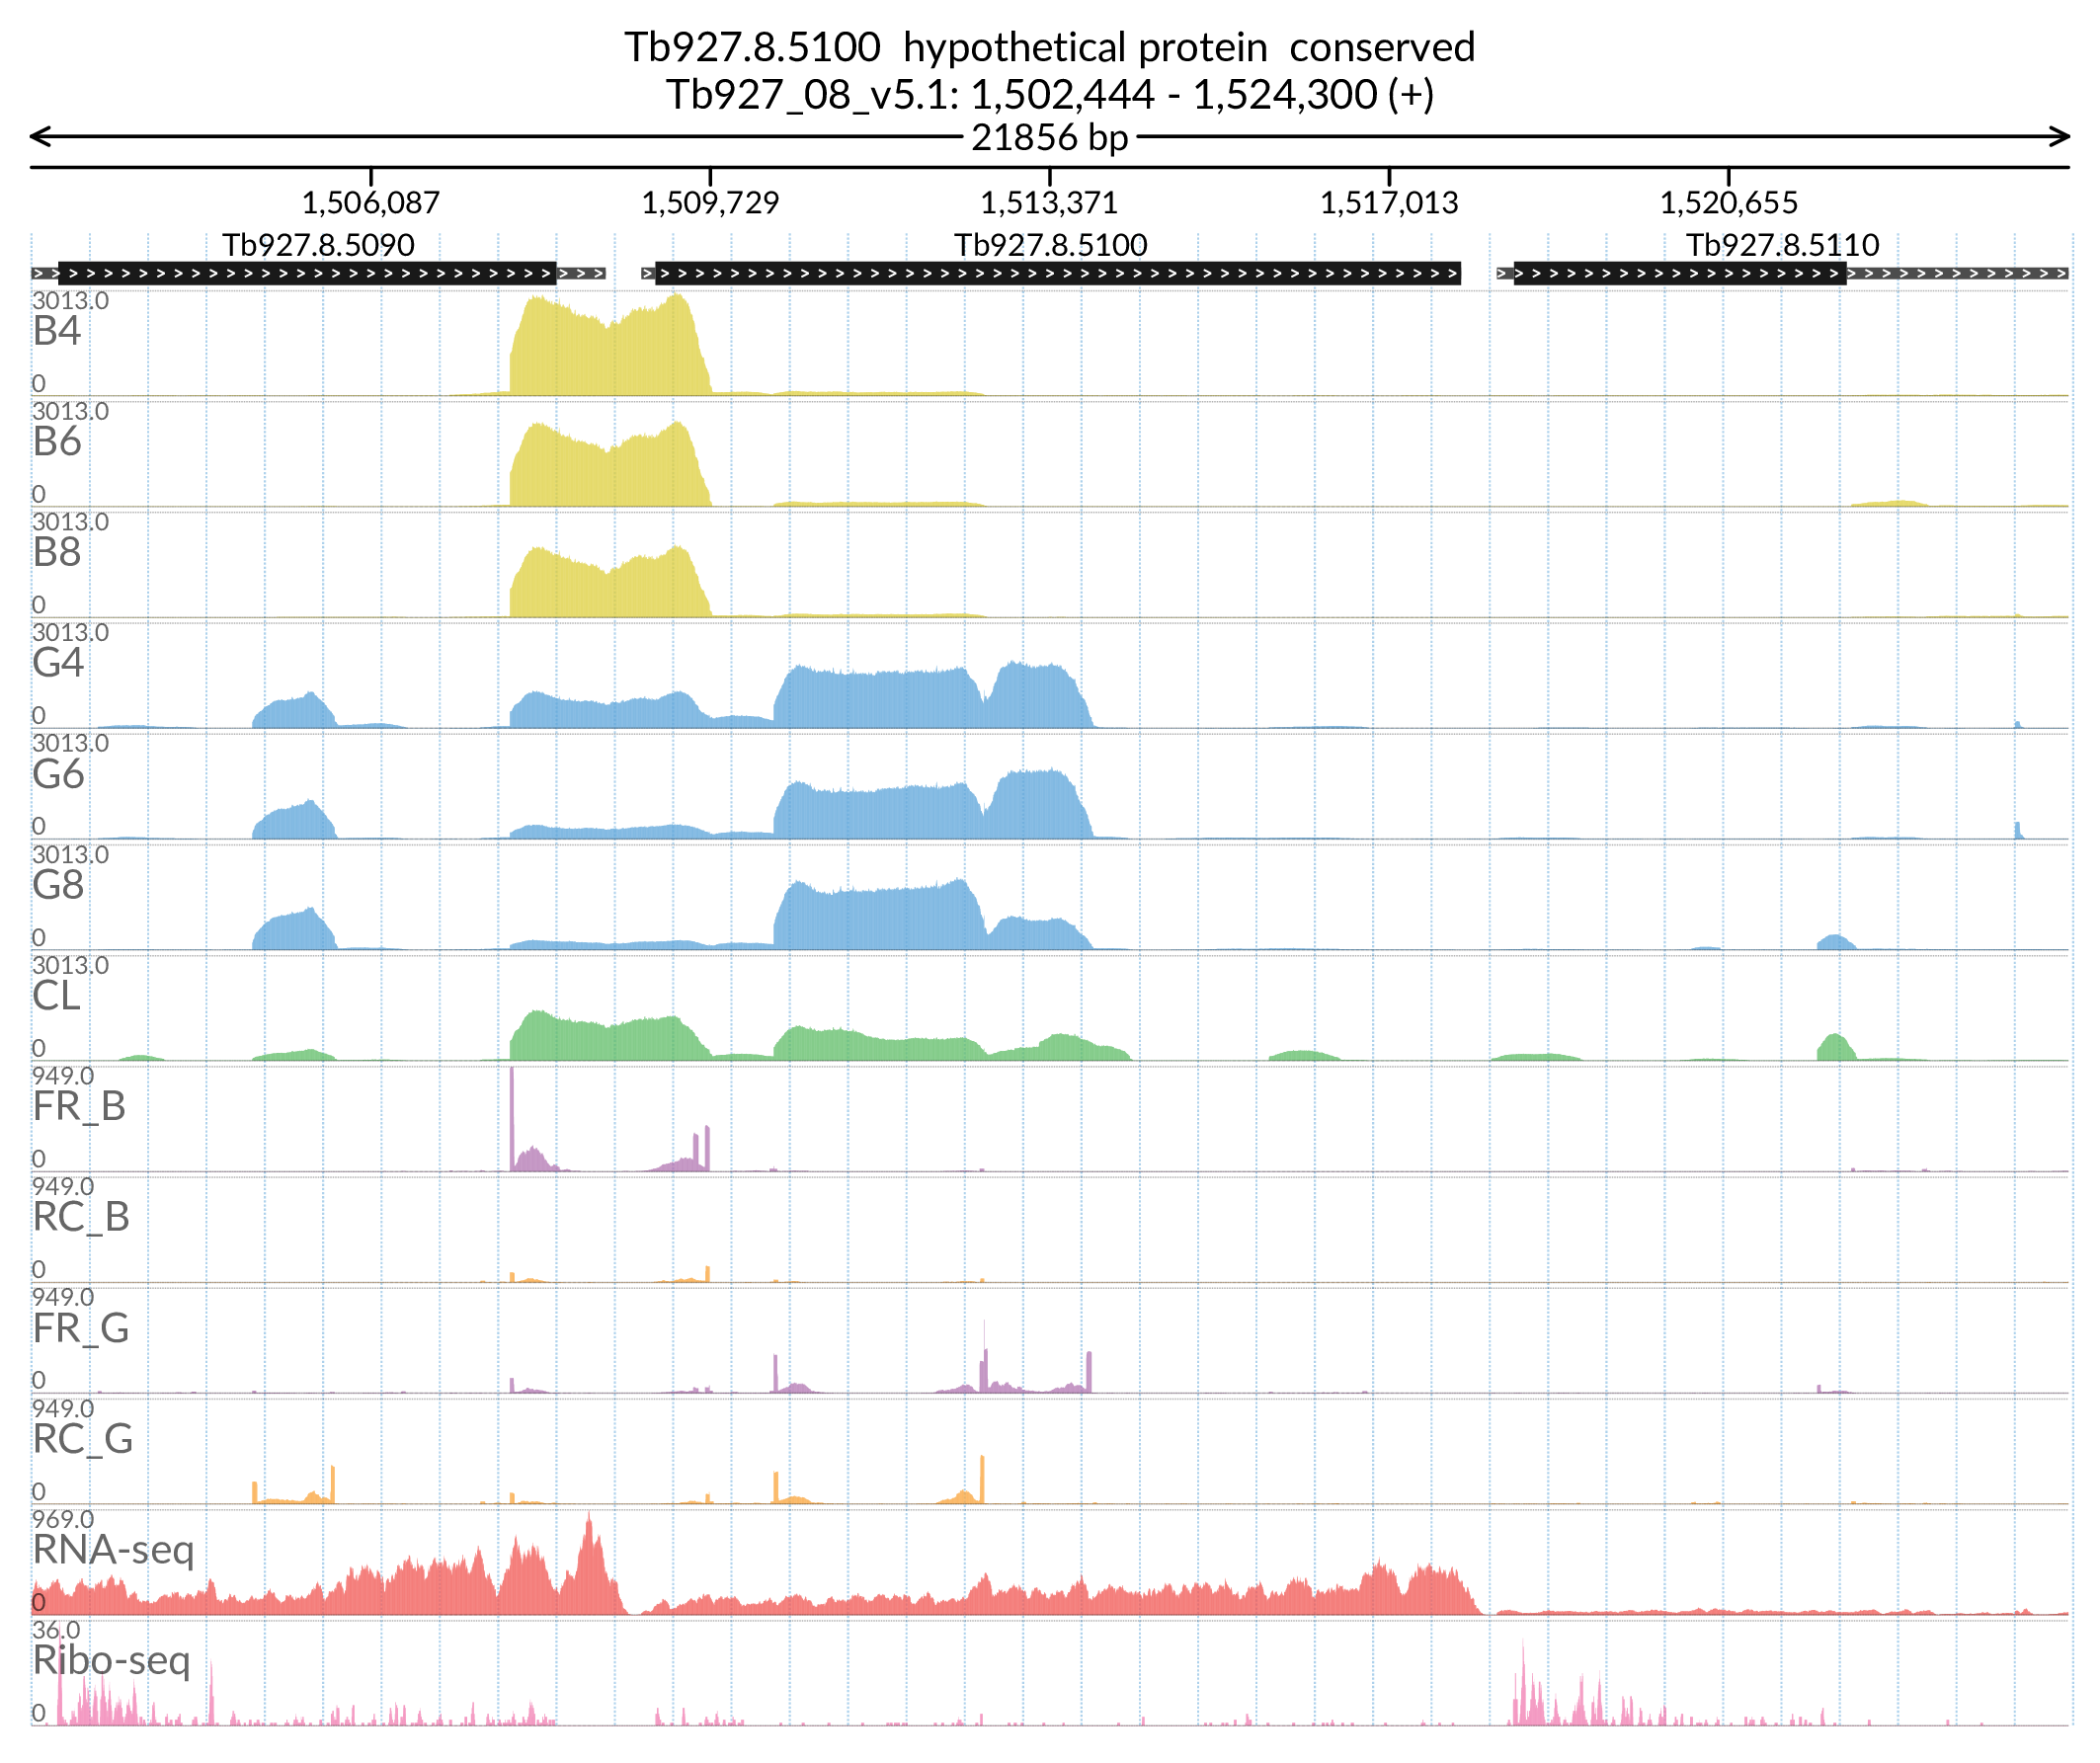 Tb927.8.5100 hypothetical protein conserved
Tb927_08_v5.1: 1,502,444 - 1,524,300 (+)
21856 bp
1,506,087 1,509,729 1,513,371 1,517,013 1,520,655
Tb927.8.5090 Tb927.8.5100 Tb927.8.5110
3013.0
B4
0
3013.0
B6
0
3013.0
B8
0
3013.0
G4
0
3013.0
G6
0
3013.0
G8
0
3013.0
CL
0
949.0
FR_B
0
949.0
RC_B
0
949.0
FR_G
0
949.0
RC_G
0
969.0
RNA-seq
0
36.0
Ribo-seq
0